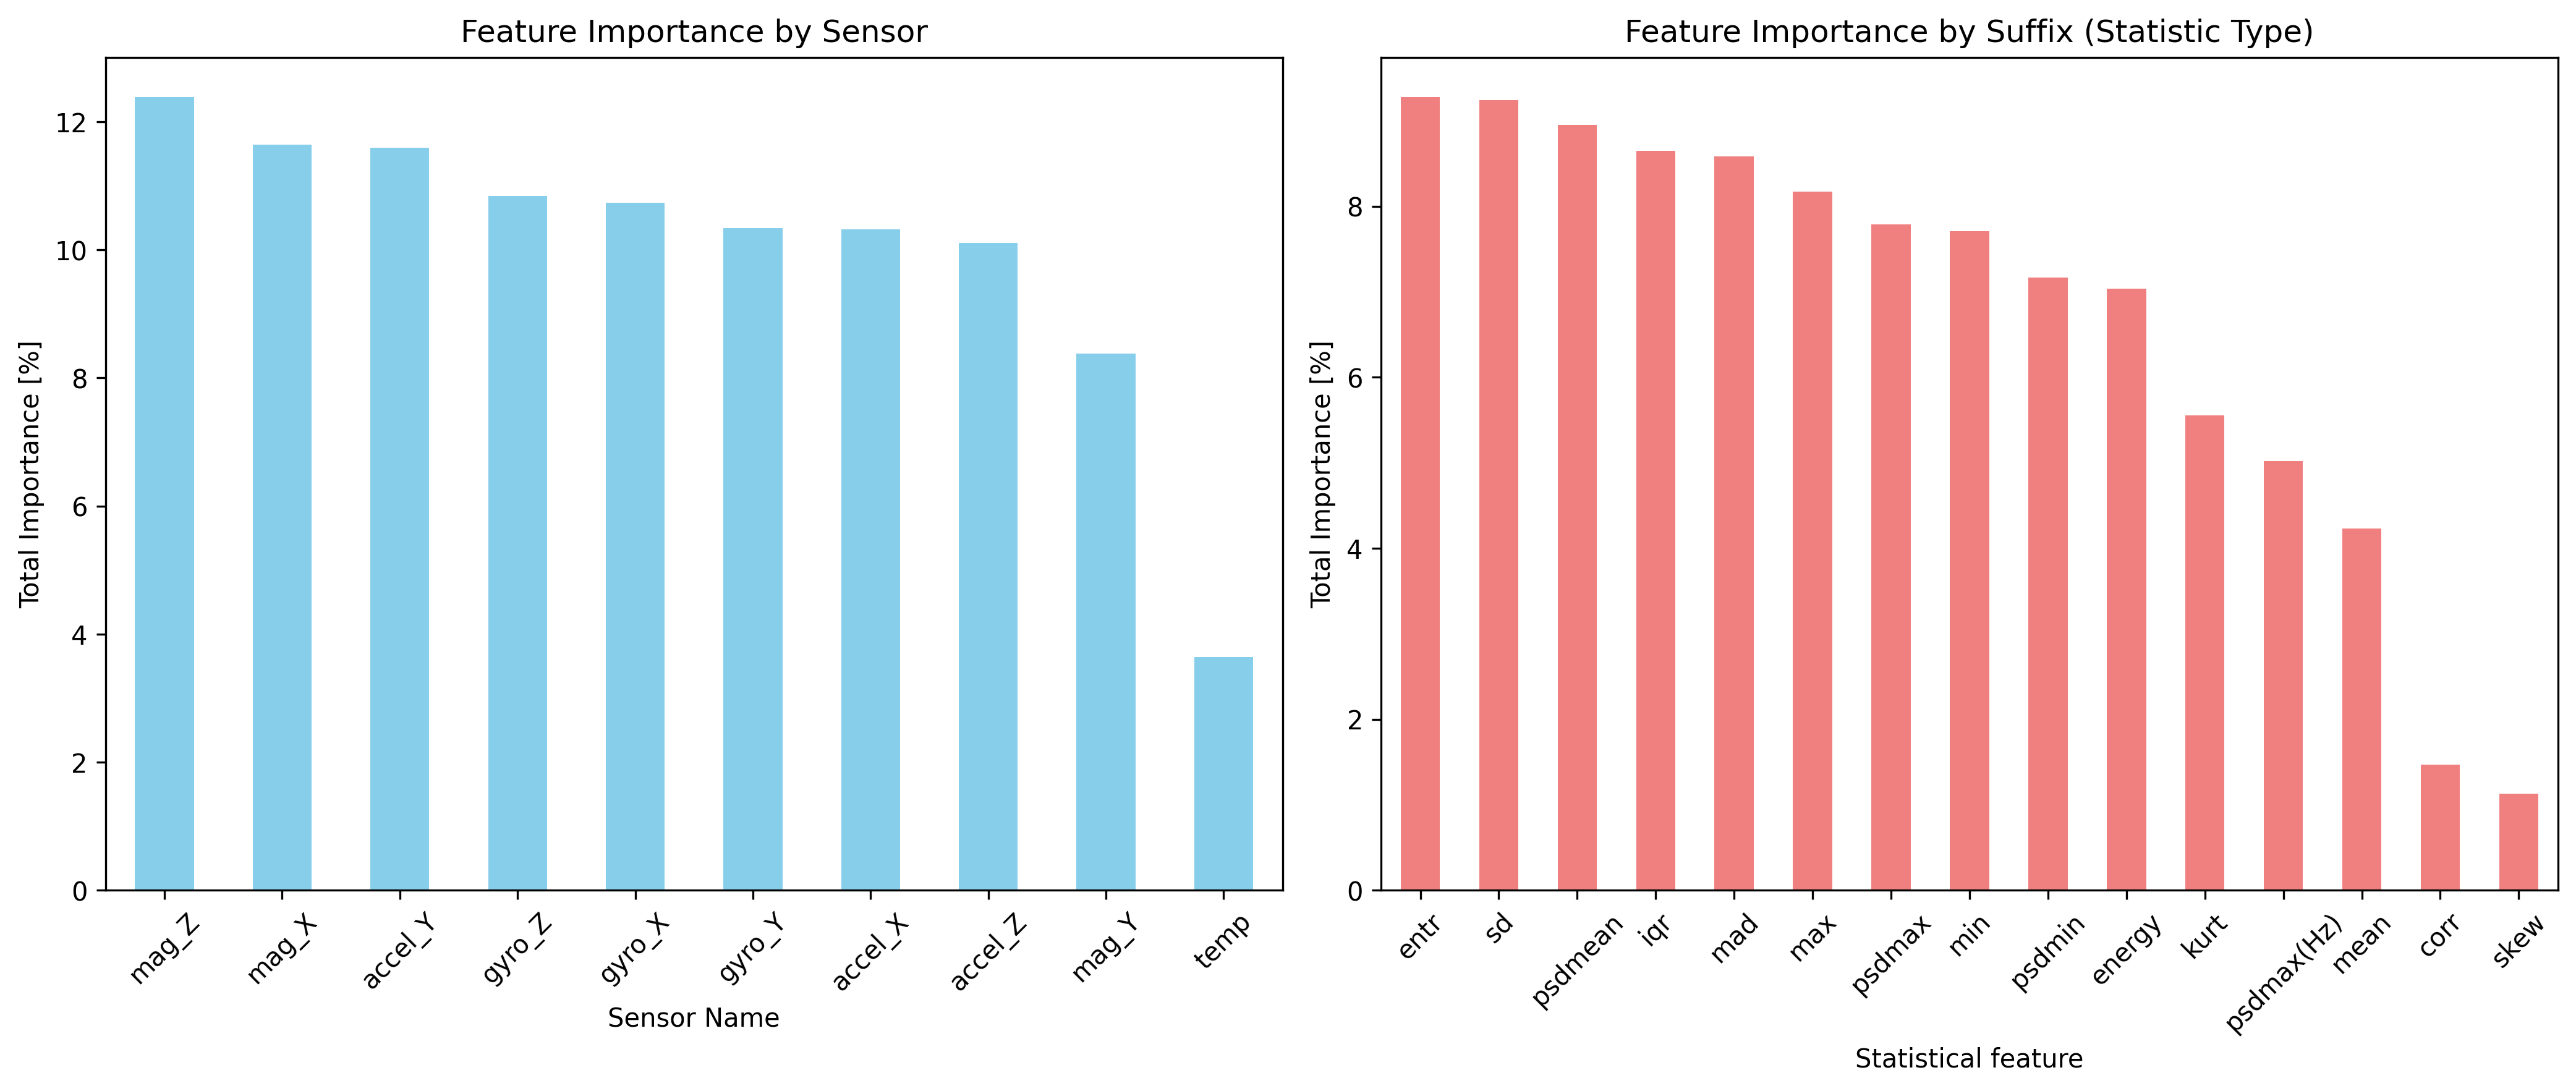 Feature Importance by Sensor
Total Importance [%]
12
10
8
6
4
2
0
mag_Z
mag_X
accel_Y
gyro_Z
gyro_X
gyro_Y
accel_X
accel_Z
mag_Y
temp
Sensor Name
Feature Importance by Suffix (Statistic Type)
Total Importance [%]
8
6
4
2
0
entr
sd
psdmean
iqr
mad
max
psdmax
min
psdmin
energy
kurt
psdmax(Hz)
mean
corr
skew
Statistical feature